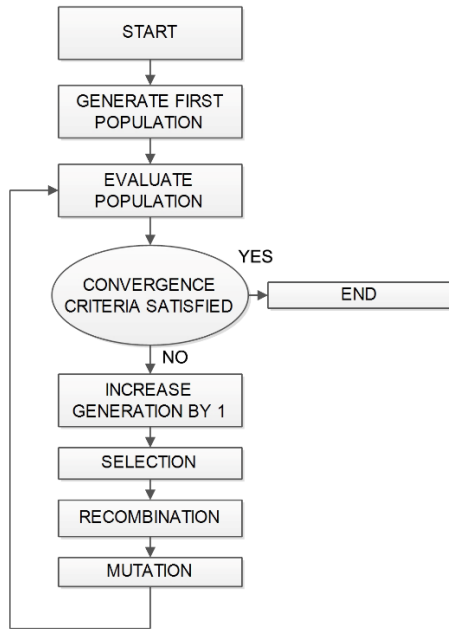 START
GENERATE FIRST
POPULATION
EVALUATE
POPULATION
YES
CONVERGENCE
CRITERIA SATISFIED
END
NO
INCREASE
GENERATION BY 1
SELECTION
RECOMBINATION
MUTATION